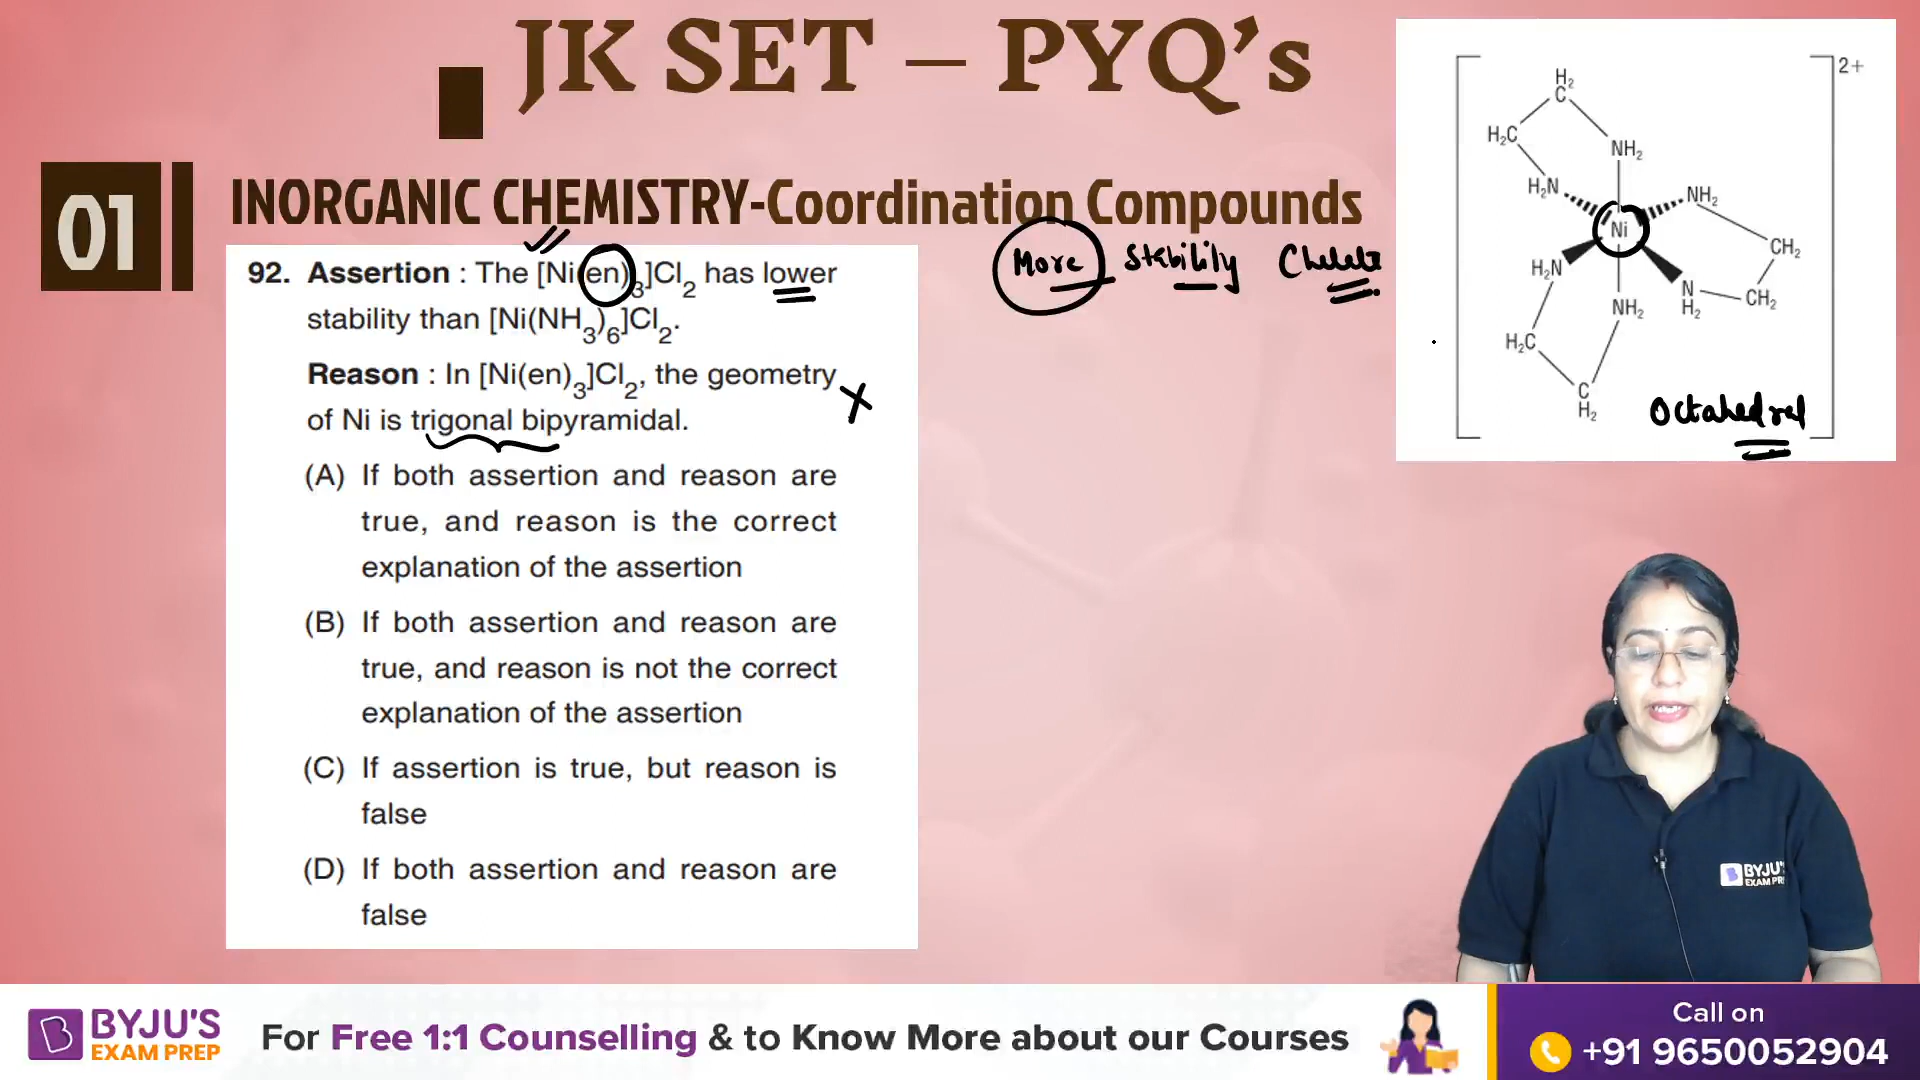 JK SET – PYQ’s
01
INORGANIC CHEMISTRY-Coordination Compounds
92. Assertion : The [Ni(en)3]Cl2 has lower
stability than [Ni(NH3)6]Cl2.
Reason : In [Ni(en)3]Cl2, the geometry
of Ni is trigonal bipyramidal.
(A) If both assertion and reason are
true, and reason is the correct
explanation of the assertion
(B) If both assertion and reason are
true, and reason is not the correct
explanation of the assertion
(C) If assertion is true, but reason is
false
(D) If both assertion and reason are
false
More Stability
2+
H2
C
H2C
NH2
H2N
NH2
Ni
CH2
H2N
N
H2
CH2
NH2
H2C
C
H2
Octahedral
BYJU'S
EXAM PR
BYJU'S
EXAM PREP
For Free 1:1 Counselling & to Know More about our Courses
Call on
+91 9650052904